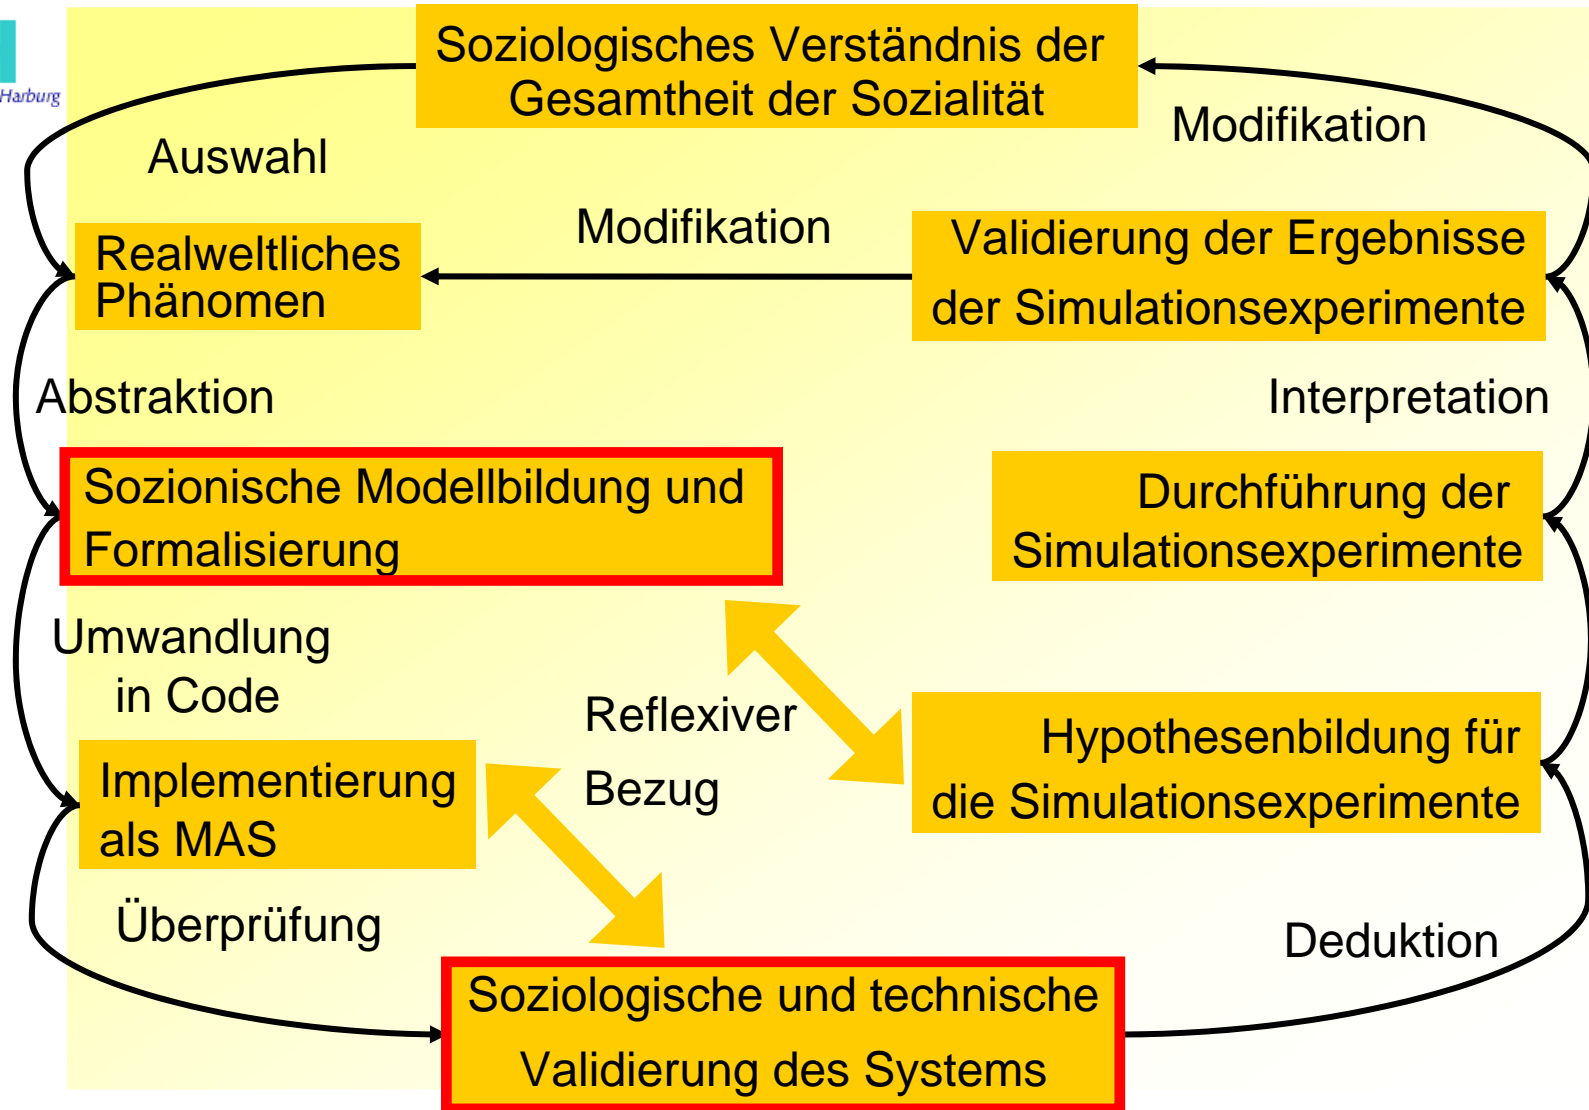 Harburg
Soziologisches Verständnis der
Gesamtheit der Sozialität
Modifikation
Auswahl
Modifikation
Realweltliches
Phänomen
Validierung der Ergebnisse
der Simulationsexperimente
Abstraktion
Interpretation
Sozionische Modellbildung und
Formalisierung
Durchführung der
Simulationsexperimente
Umwandlung
in Code
Reflexiver
Bezug
Hypothesenbildung für
die Simulationsexperimente
Implementierung
als MAS
Überprüfung
Deduktion
Soziologische und technische
Validierung des Systems